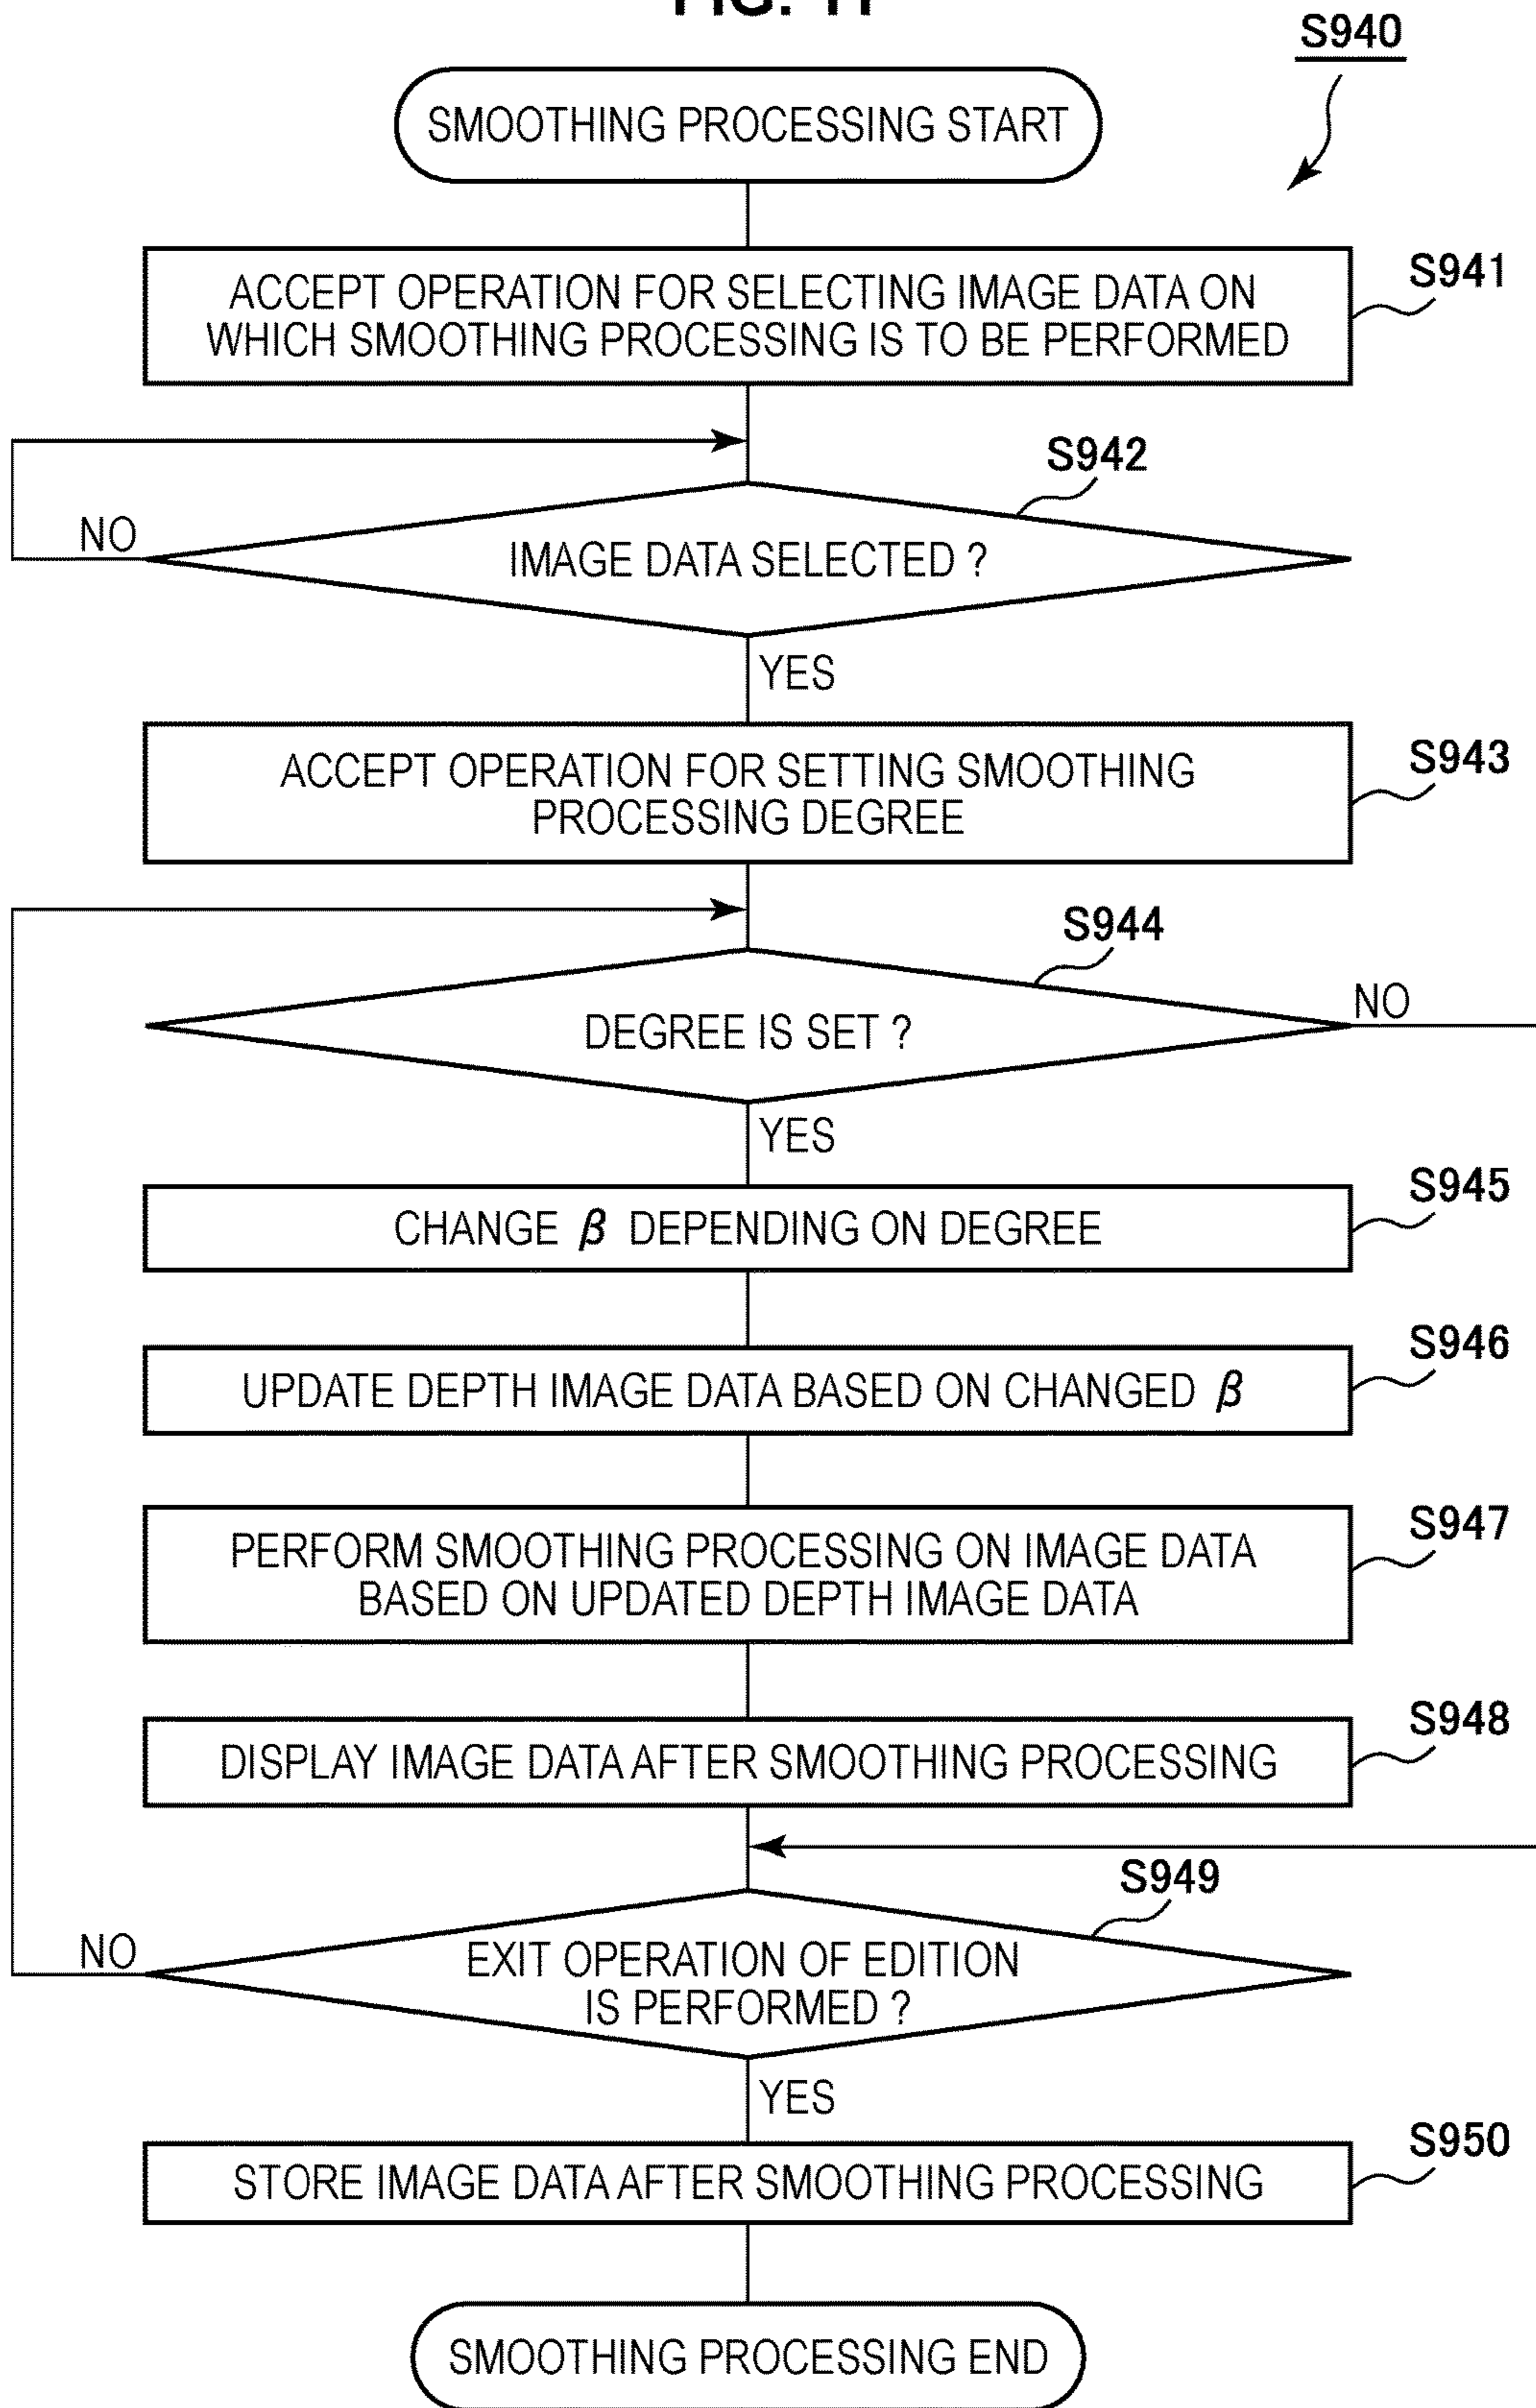 S940
SMOOTHING PROCESSING START
ACCEPT OPERATION FOR SELECTING IMAGE DATA ON
WHICH SMOOTHING PROCESSING IS TO BE PERFORMED
S941
S942
NO
IMAGE DATA SELECTED ?
YES
ACCEPT OPERATION FOR SETTING SMOOTHING
PROCESSING DEGREE
S943
S944
NO
DEGREE IS SET ?
YES
CHANGE β DEPENDING ON DEGREE
S945
UPDATE DEPTH IMAGE DATA BASED ON CHANGED β
S946
PERFORM SMOOTHING PROCESSING ON IMAGE DATA
BASED ON UPDATED DEPTH IMAGE DATA
S947
DISPLAY IMAGE DATA AFTER SMOOTHING PROCESSING
S948
S949
NO
EXIT OPERATION OF EDITION
IS PERFORMED ?
YES
STORE IMAGE DATA AFTER SMOOTHING PROCESSING
S950
SMOOTHING PROCESSING END